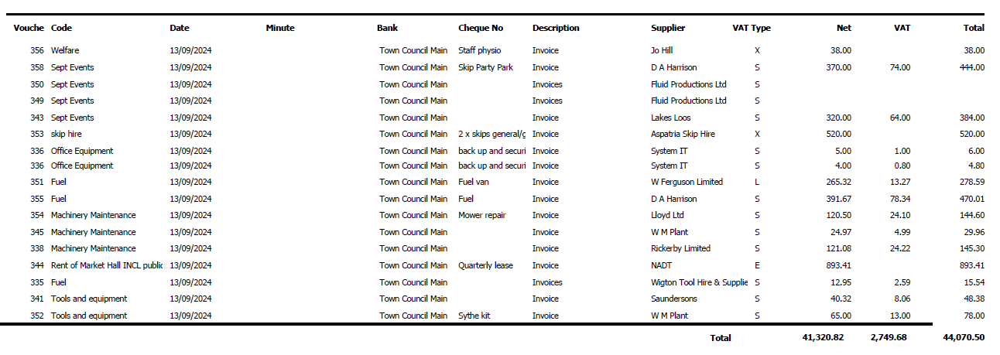 Vouche Code Date Minute Bank Cheque No Description Supplier VAT Type Net VAT Total
356 Welfare 13/09/2024 Town Council Main Staff physio Invoice Jo Hill X 38.00 38.00
358 Sept Events 13/09/2024 Town Council Main Skip Party Park Invoice D A Harrison S 370.00 74.00 444.00
350 Sept Events 13/09/2024 Town Council Main Invoices Fluid Productions Ltd S
349 Sept Events 13/09/2024 Town Council Main Invoices Fluid Productions Ltd S
343 Sept Events 13/09/2024 Town Council Main Invoice Lakes Loos S 320.00 64.00 384.00
353 skip hire 13/09/2024 Town Council Main 2 x skips general/g Invoice Aspatria Skip Hire X 520.00 520.00
336 Office Equipment 13/09/2024 Town Council Main back up and securi Invoice System IT S 5.00 1.00 6.00
336 Office Equipment 13/09/2024 Town Council Main back up and securi Invoice System IT S 4.00 0.80 4.80
351 Fuel 13/09/2024 Town Council Main Fuel van Invoice W Ferguson Limited L 265.32 13.27 278.59
355 Fuel 13/09/2024 Town Council Main Fuel Invoice D A Harrison S 391.67 78.34 470.01
354 Machinery Maintenance 13/09/2024 Town Council Main Mower repair Invoice Lloyd Ltd S 120.50 24.10 144.60
345 Machinery Maintenance 13/09/2024 Town Council Main Invoice W M Plant S 24.97 4.99 29.96
338 Machinery Maintenance 13/09/2024 Town Council Main Invoice Rickerby Limited S 121.08 24.22 145.30
344 Rent of Market Hall INCL public 13/09/2024 Town Council Main Quarterly lease Invoice NADT E 893.41 893.41
335 Fuel 13/09/2024 Town Council Main Invoices Wigton Tool Hire & Supplie S 12.95 2.59 15.54
341 Tools and equipment 13/09/2024 Town Council Main Invoice Saundersons S 40.32 8.06 48.38
352 Tools and equipment 13/09/2024 Town Council Main Sythe kit Invoice W M Plant S 65.00 13.00 78.00
Total 41,320.82 2,749.68 44,070.50